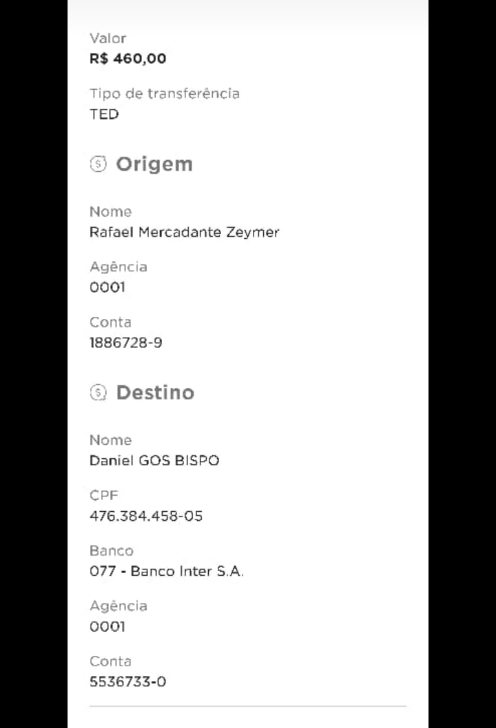 Valor
R$ 460,00
Tipo de transferência
TED
Origem
Nome
Rafael Mercadante Zeymer
Agência
0001
Conta
1886728-9
Destino
Nome
Daniel GOS BISPO
CPF
476.384.458-05
Banco
077 - Banco Inter S.A.
Agência
0001
Conta
5536733-0